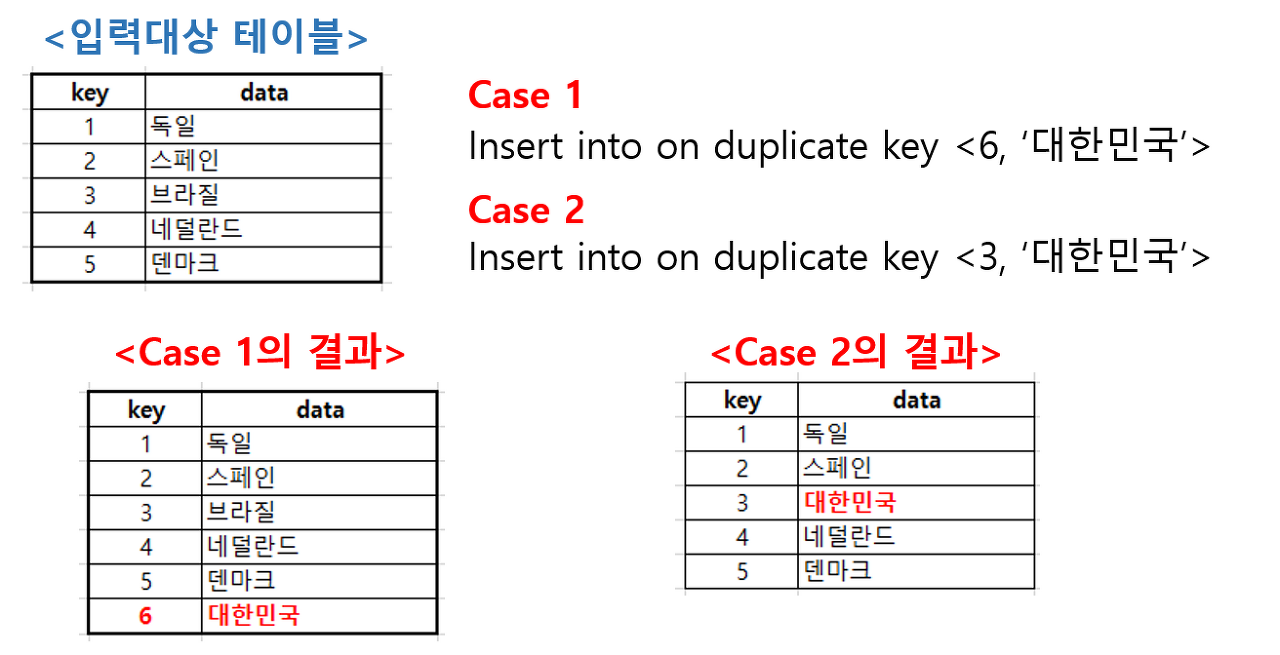 <입력대상 테이블>
key data
1 독일
2 스페인
3 브라질
4 네덜란드
5 덴마크
Case 1
Insert into on duplicate key <6, ‘대한민국’>
Case 2
Insert into on duplicate key <3, ‘대한민국’>
<Case 1의 결과>
key data
1 독일
2 스페인
3 브라질
4 네덜란드
5 덴마크
6 대한민국
<Case 2의 결과>
key data
1 독일
2 스페인
3 대한민국
4 네덜란드
5 덴마크